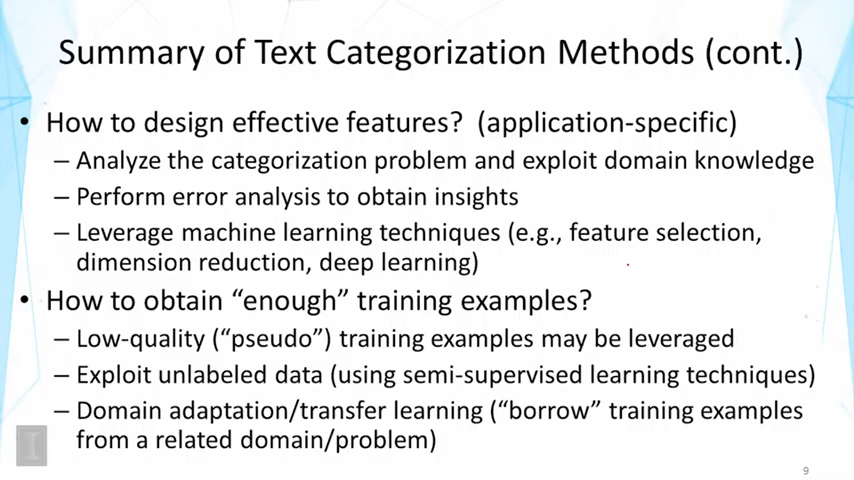 Summary of Text Categorization Methods (cont.)
• How to design effective features? (application-specific)
– Analyze the categorization problem and exploit domain knowledge
– Perform error analysis to obtain insights
– Leverage machine learning techniques (e.g., feature selection,
dimension reduction, deep learning)
• How to obtain “enough” training examples?
– Low-quality (“pseudo”) training examples may be leveraged
– Exploit unlabeled data (using semi-supervised learning techniques)
– Domain adaptation/transfer learning (“borrow” training examples
from a related domain/problem)
I
9